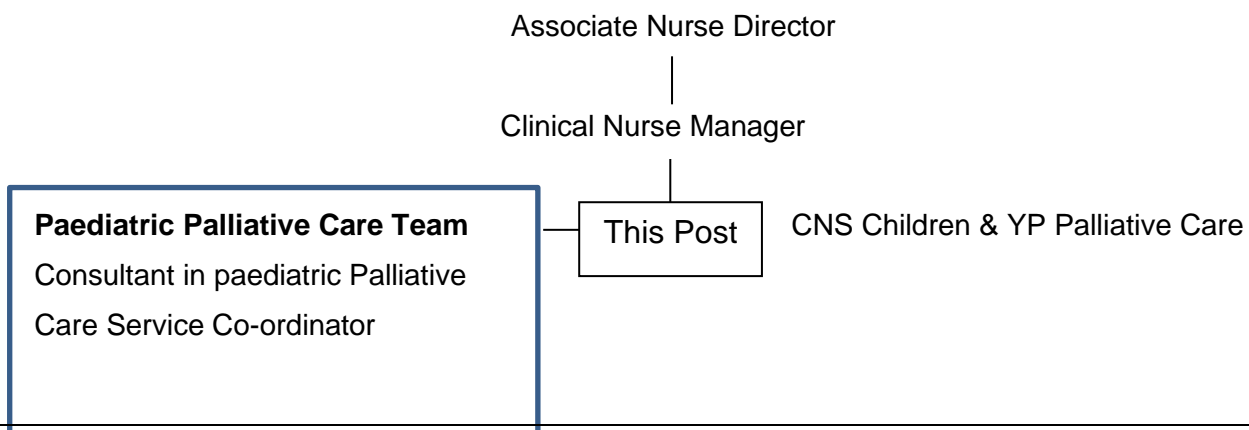 Associate Nurse Director
Clinical Nurse Manager
Paediatric Palliative Care Team
Consultant in paediatric Palliative
Care Service Co-ordinator
This Post
CNS Children & YP Palliative Care